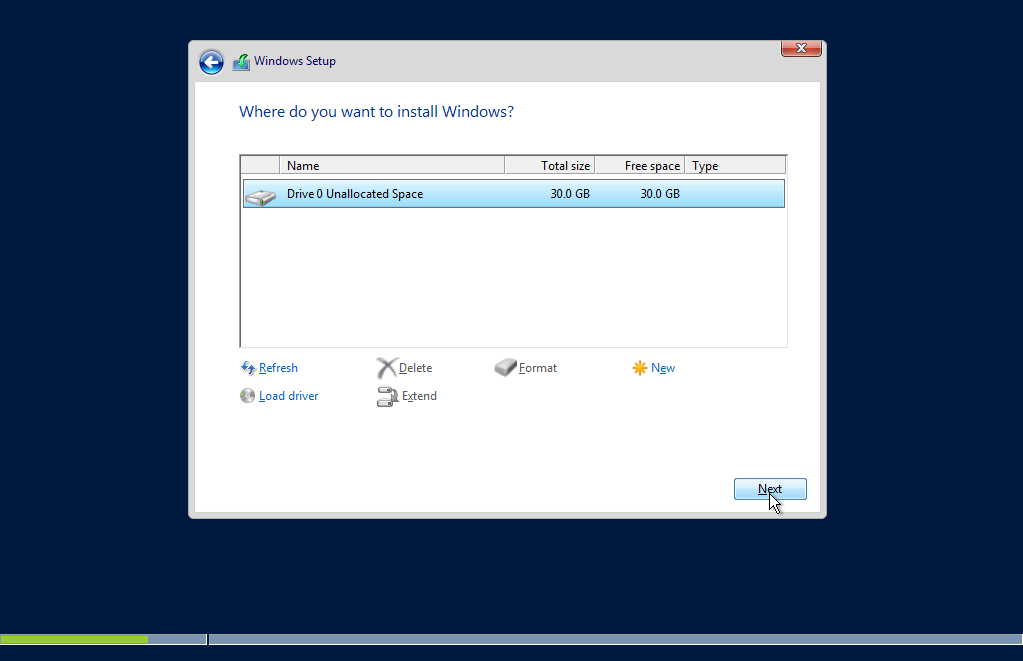 Windows Setup
Where do you want to install Windows?
Name Total size Free space Type
Drive 0 Unallocated Space 30.0 GB 30.0 GB
Refresh Delete Format New
Load driver Extend
Next